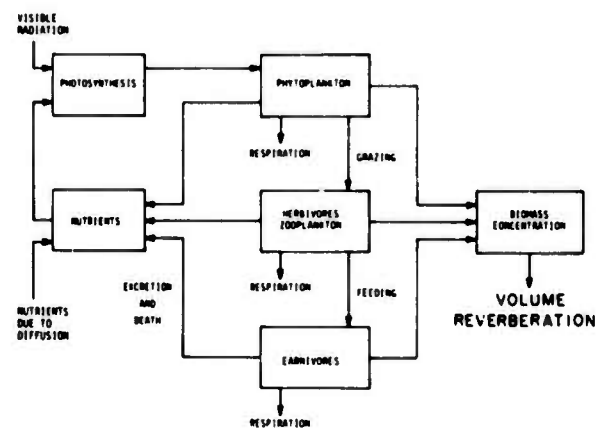 VISIBLE
RADIATION
PHOTOSYNTHESIS
PHYTOPLANKTON
RESPIRATION
GRAZING
NUTRIENTS
HERBIVORES
ZOOPLANKTON
BIOMASS
CONCENTRATION
RESPIRATION
FEEDING
EXCRETION
AND
DEATH
NUTRIENTS
DUE TO
DIFFUSION
VOLUME
REVERBERATION
CARNIVORES
RESPIRATION